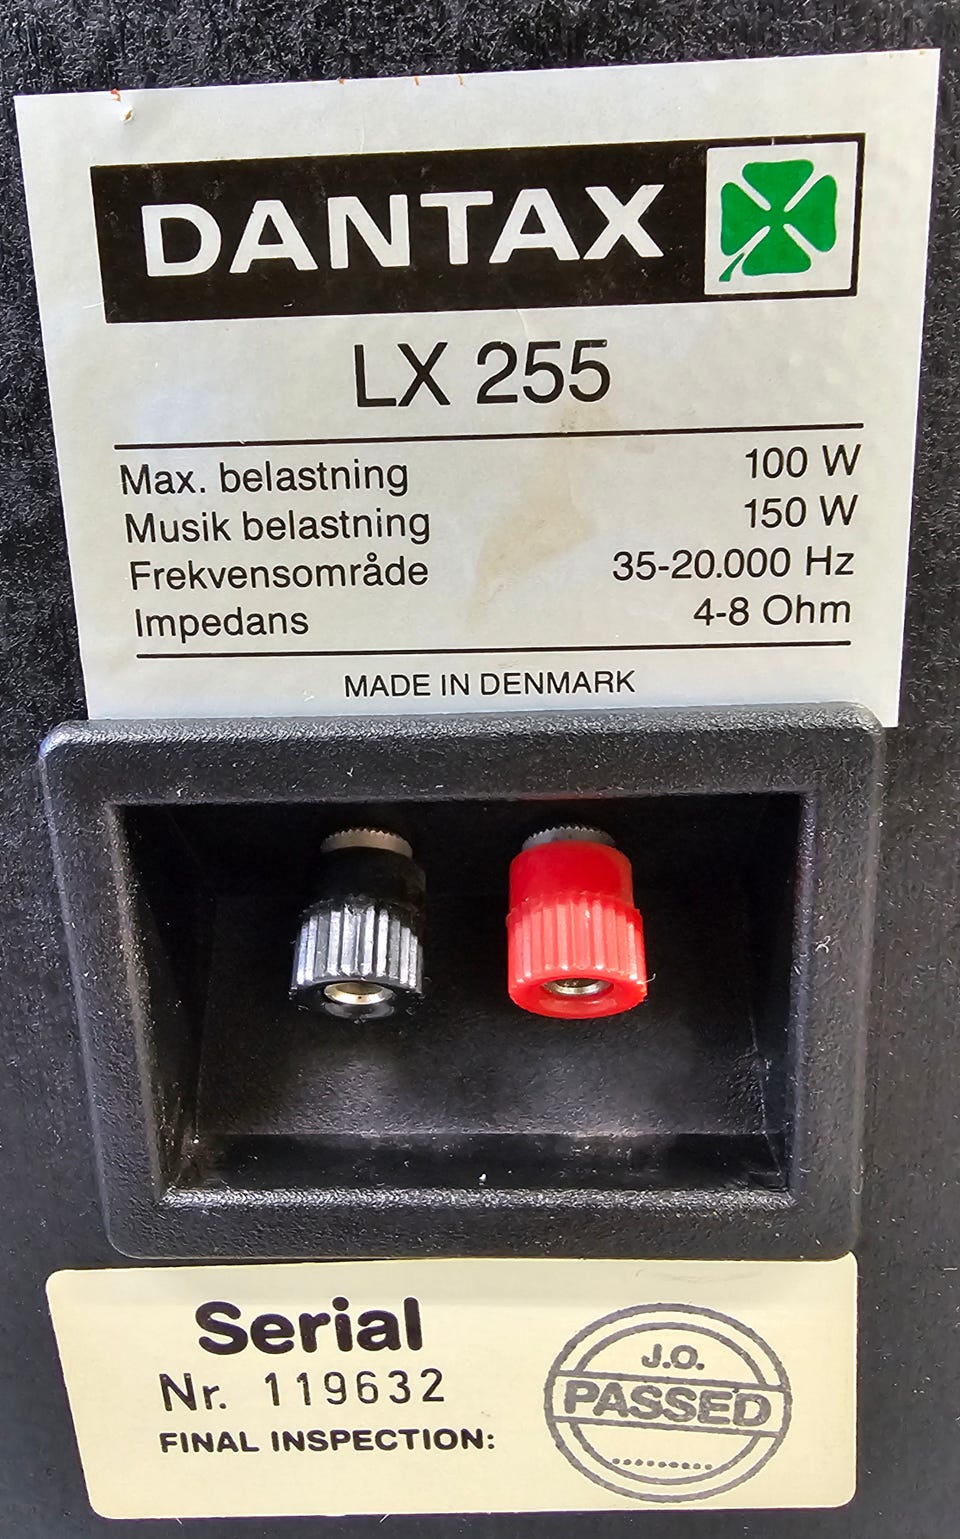 DANTAX
LX 255
Max. belastning 100 W
Musik belastning 150 W
Frekvensområde 35-20.000 Hz
Impedans 4-8 Ohm
MADE IN DENMARK
Serial
Nr. 119632
FINAL INSPECTION:
J.O.
PASSED